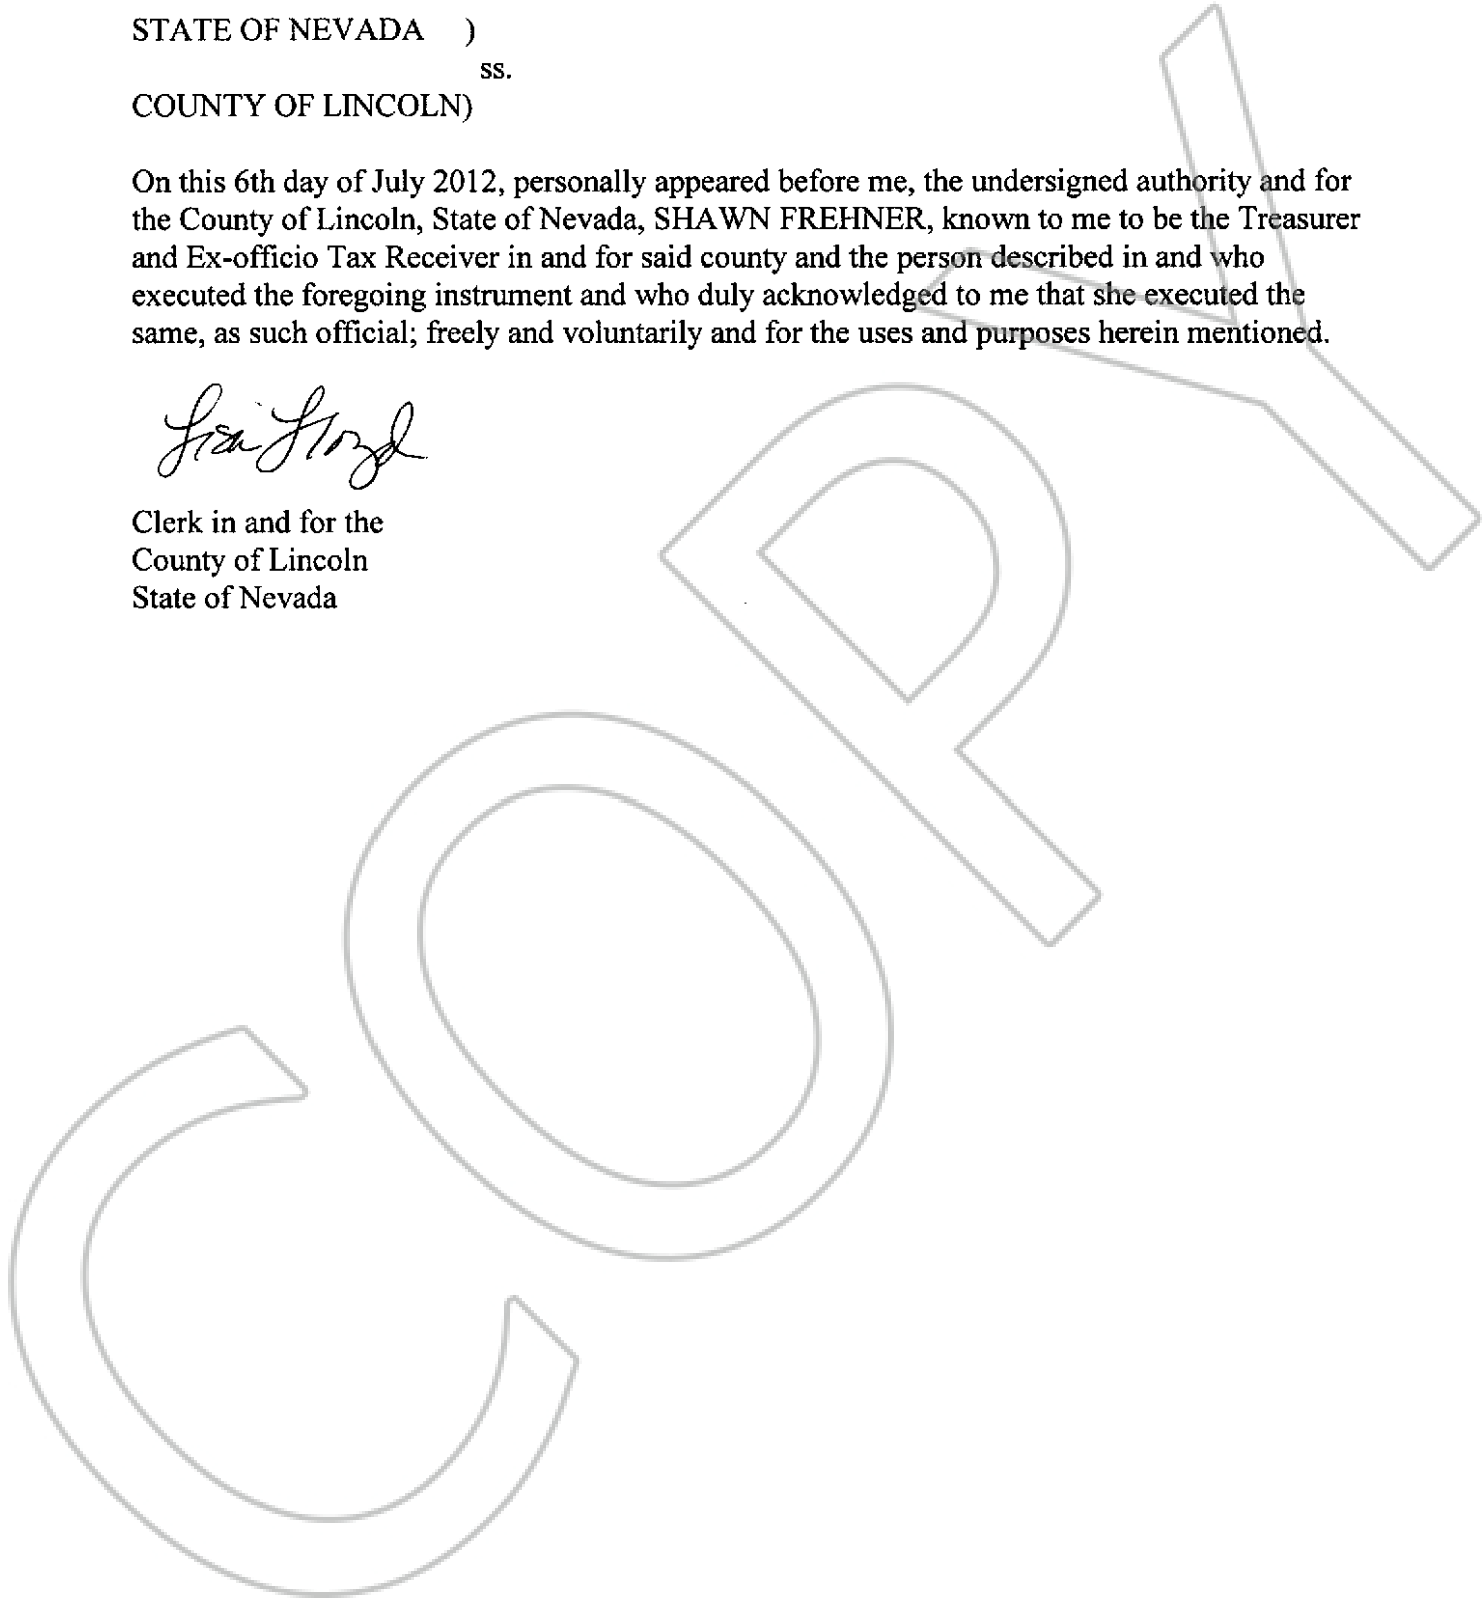 STATE OF NEVADA )
ss.
COUNTY OF LINCOLN)
On this 6th day of July 2012, personally appeared before me, the undersigned authority and for
the County of Lincoln, State of Nevada, SHAWN FREHNER, known to me to be the Treasurer
and Ex-officio Tax Receiver in and for said county and the person described in and who
executed the foregoing instrument and who duly acknowledged to me that she executed the
same, as such official; freely and voluntarily and for the uses and purposes herein mentioned.
Lisa Lloyd
Clerk in and for the
County of Lincoln
State of Nevada
COPY